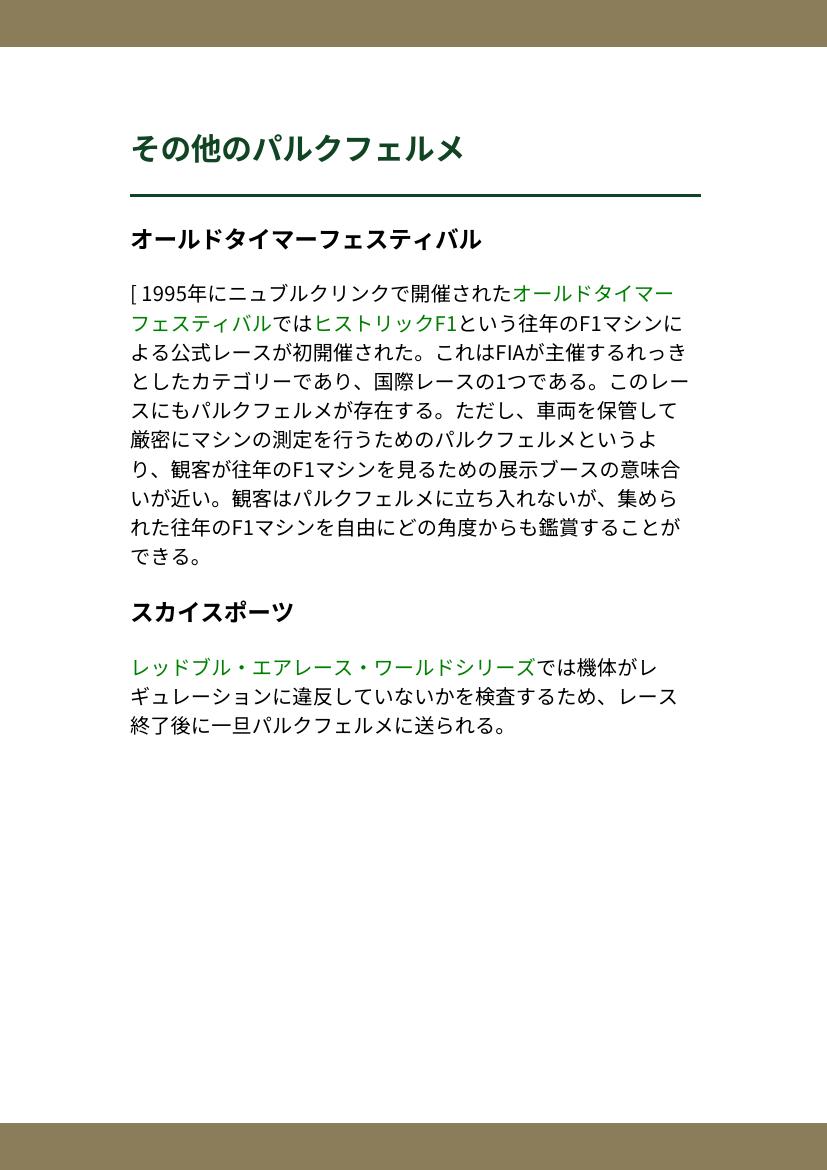 その他のパルクフェルメ
オールドタイマーフェスティバル
[ 1995年にニュブルクリンクで開催されたオールドタイマー
フェスティバルではヒストリックF1という往年のF1マシンに
よる公式レースが初開催された。これはFIAが主催するれっき
としたカテゴリーであり、国際レースの1つである。このレー
スにもパルクフェルメが存在する。ただし、車両を保管して
厳密にマシンの測定を行うためのパルクフェルメというよ
り、観客が往年のF1マシンを見るための展示ブースの意味合
いが近い。観客はパルクフェルメに立ち入れないが、集めら
れた往年のF1マシンを自由にどの角度からも鑑賞することが
できる。
スカイスポーツ
レッドブル・エアレース・ワールドシリーズでは機体がレ
ギュレーションに違反していないかを検査するため、レース
終了後に一旦パルクフェルメに送られる。